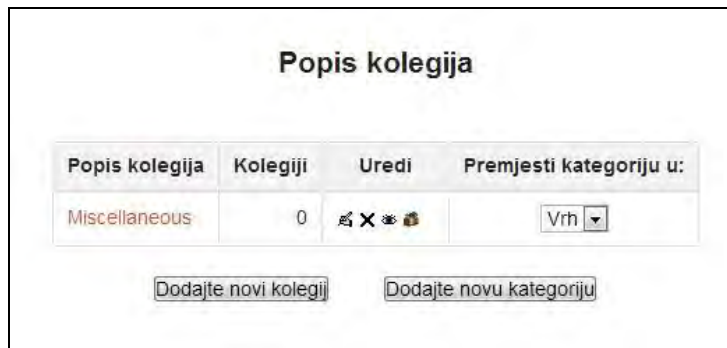 Popis kolegija
Popis kolegija Kolegiji Uredi Premjesti kategoriju u:
Miscellaneous 0 Vrh
Dodajte novi kolegij Dodajte novu kategoriju